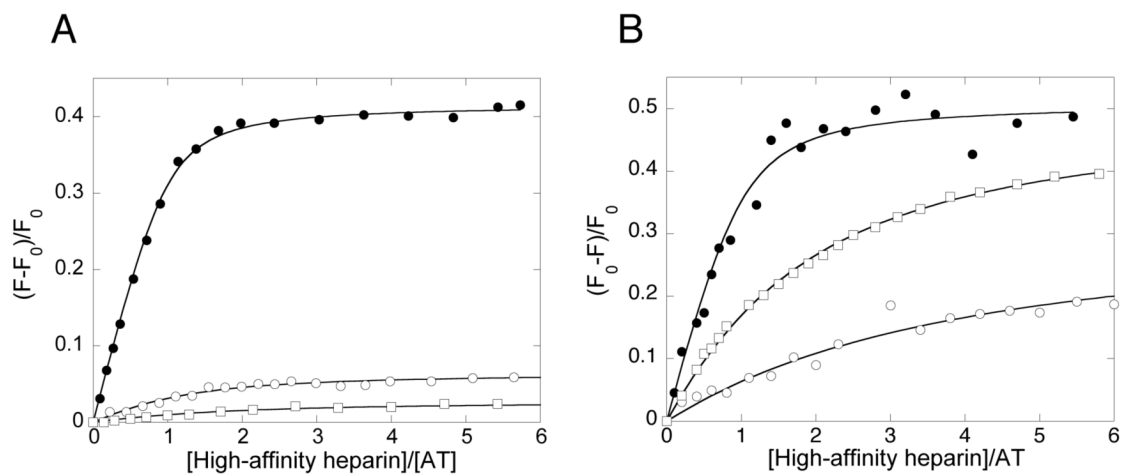 A
(F-F0)/F0
0.4
0.3
0.2
0.1
0
0 1 2 3 4 5 6
[High-affinity heparin]/[AT]
B
(F0-F)/F0
0.5
0.4
0.3
0.2
0.1
0
0 1 2 3 4 5 6
[High-affinity heparin]/AT